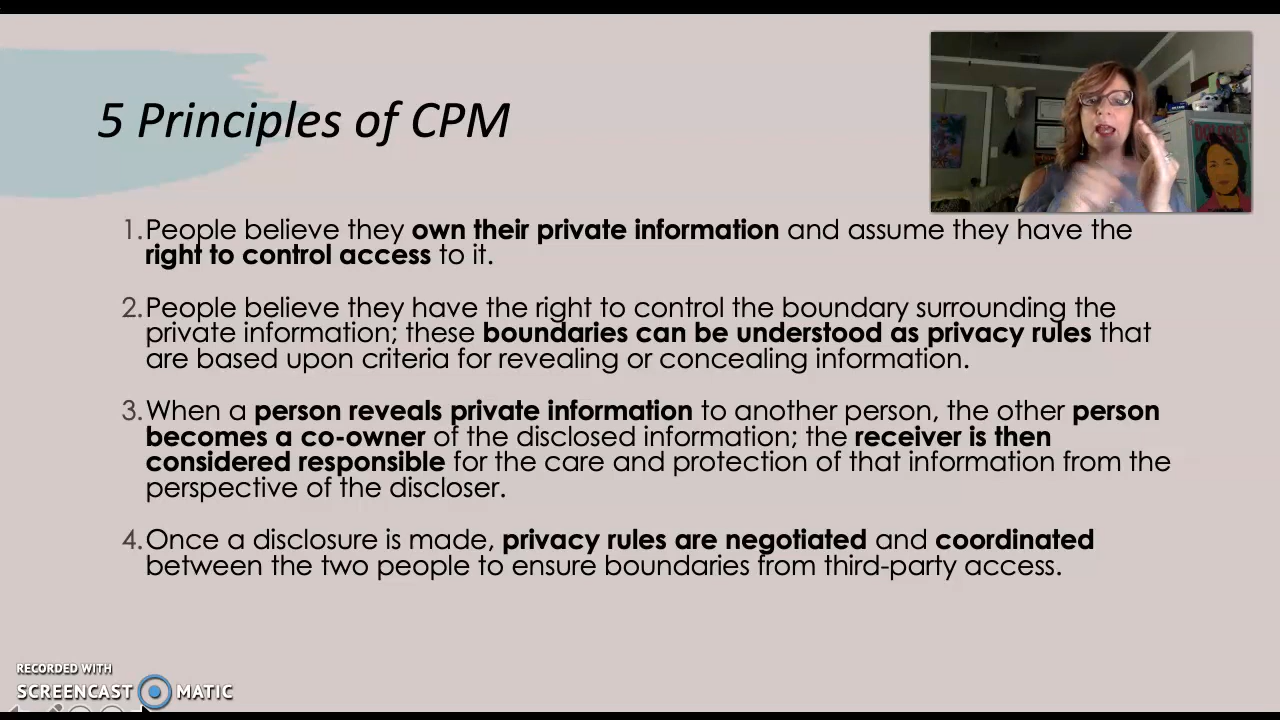 5 Principles of CPM
1. People believe they own their private information and assume they have the
right to control access to it.
2. People believe they have the right to control the boundary surrounding the
private information; these boundaries can be understood as privacy rules that
are based upon criteria for revealing or concealing information.
3. When a person reveals private information to another person, the other person
becomes a co-owner of the disclosed information; the receiver is then
considered responsible for the care and protection of that information from the
perspective of the discloser.
4. Once a disclosure is made, privacy rules are negotiated and coordinated
between the two people to ensure boundaries from third-party access.
RECORDED WITH
SCREENCAST MATIC